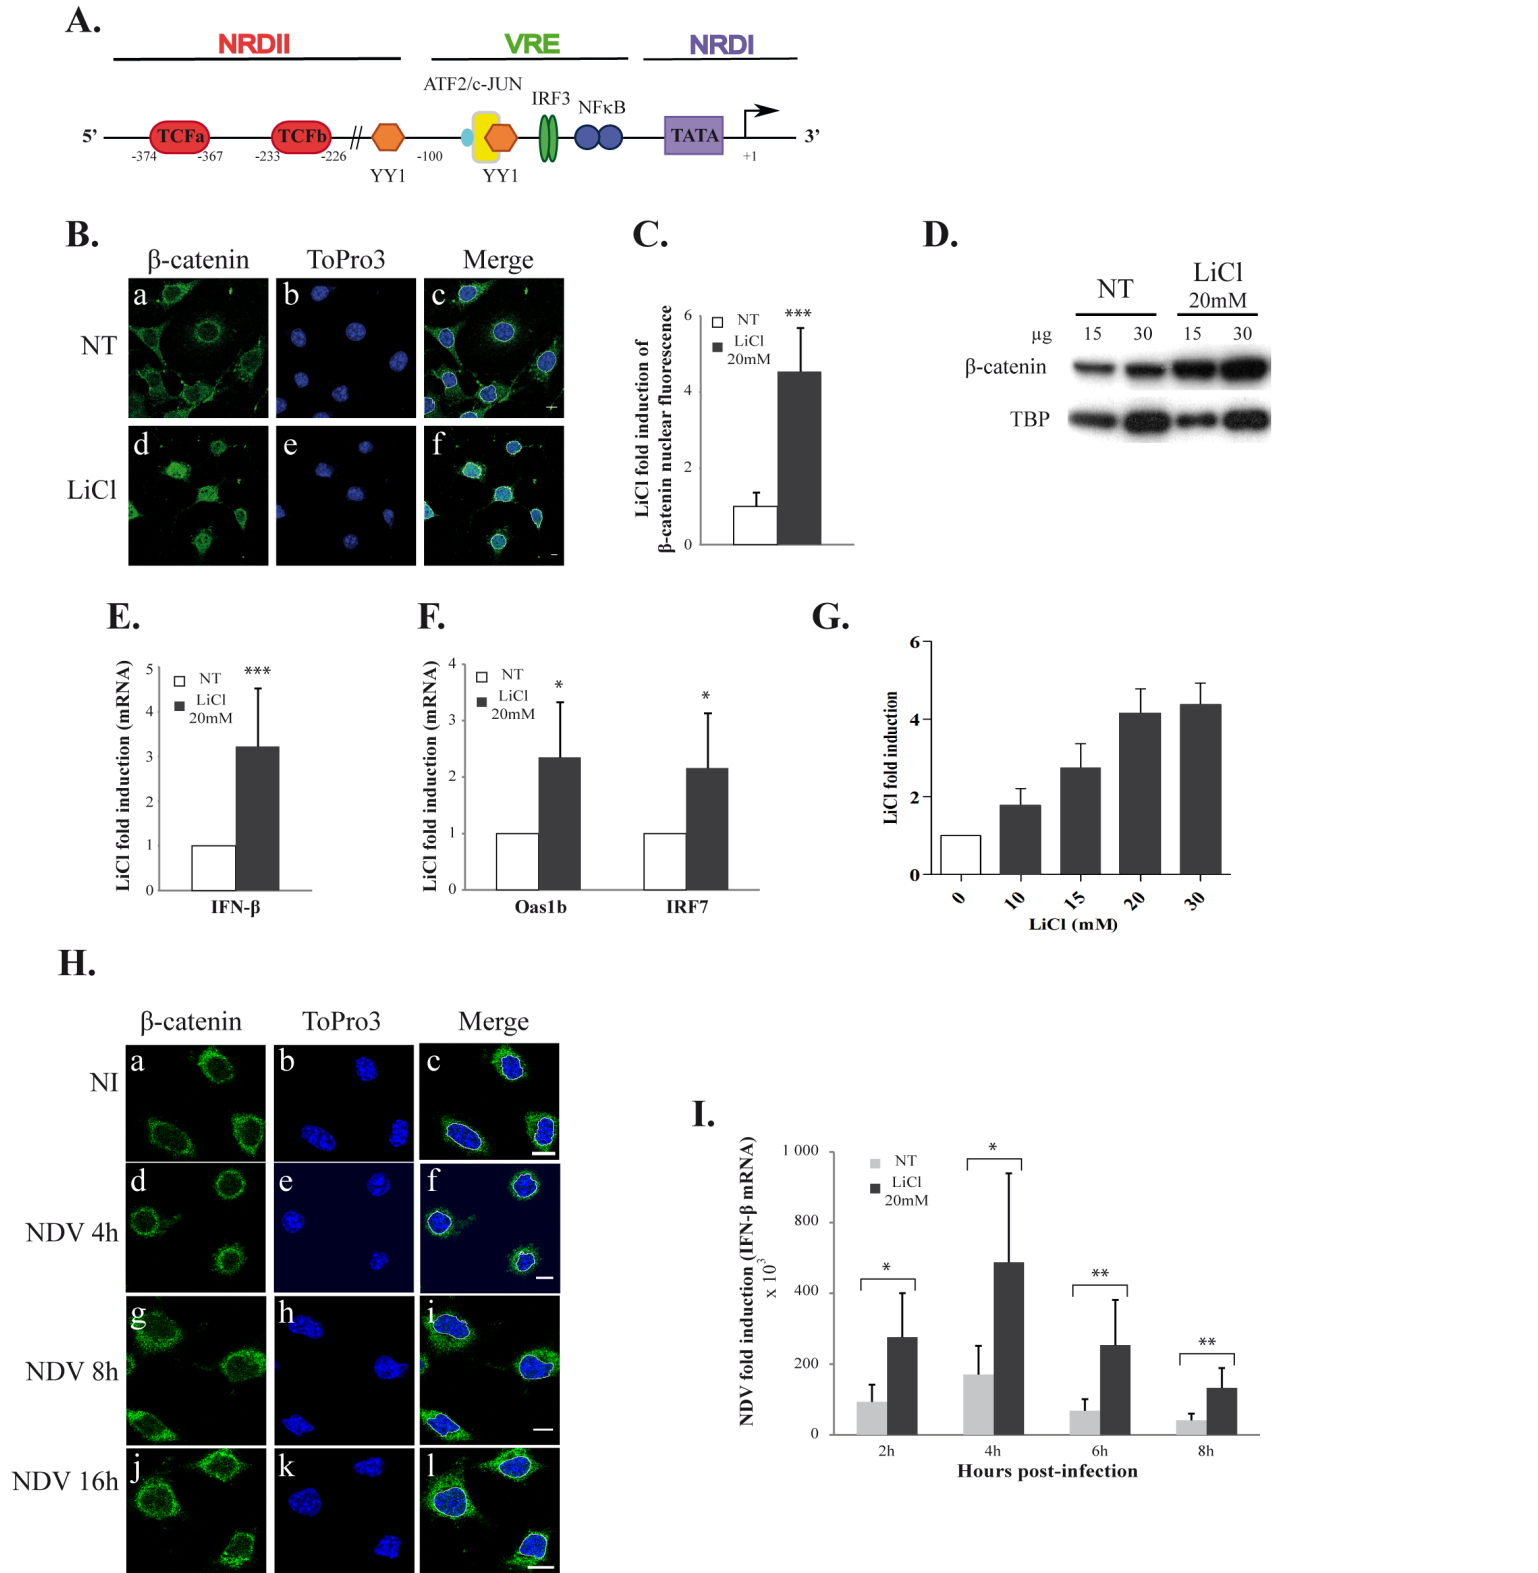 A.
NRDII VRE NRDI
ATF2/c-JUN
IRF3 NFκB
5' TCFa TCFb // TATA 3'
-374 -367 -233 -226 -100 +1
YY1 YY1
B.
β-catenin ToPro3 Merge
NT a b c
LiCl d e f
C.
LiCl fold induction of
β-catenin nuclear fluorescence
NT
LiCl
20mM
***
6
4
2
0
D.
NT LiCl
20mM
µg 15 30 15 30
β-catenin
TBP
E.
LiCl fold induction (mRNA)
NT
LiCl
20mM
***
5
4
3
2
1
0
IFN-β
F.
LiCl fold induction (mRNA)
NT
LiCl
20mM
* *
4
3
2
1
0
Oas1b IRF7
G.
LiCl fold induction
6
4
2
0
0 10 15 20 30
LiCl (mM)
H.
β-catenin ToPro3 Merge
NI a b c
NDV 4h d e f
NDV 8h g h i
NDV 16h j k l
I.
NDV fold induction (IFN-β mRNA)
x 10³
NT
LiCl
20mM
* * ** **
1 000
800
400
200
0
2h 4h 6h 8h
Hours post-infection